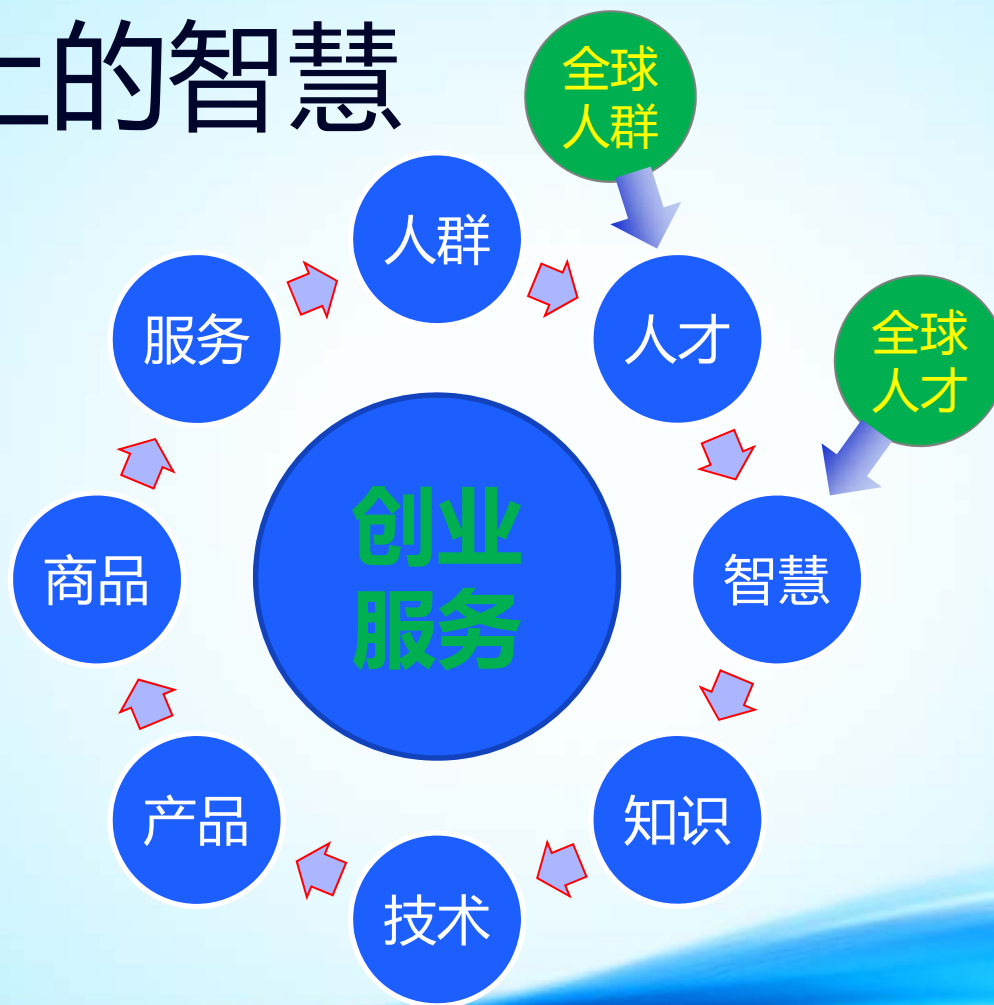 上的智慧
全球
人群
人群
服务
人才
全球
人才
创业
服务
商品
智慧
产品
知识
技术